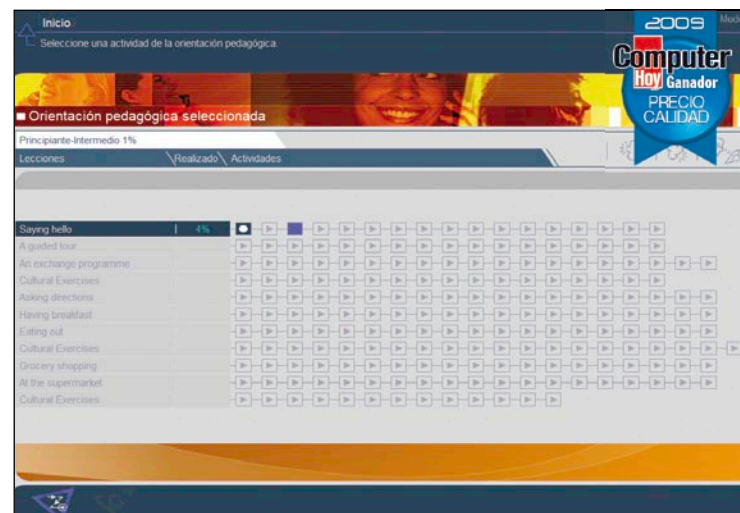 Inicio
Seleccione una actividad de la orientación pedagógica.
2009
Computer
Hoy Ganador
PRECIO
CALIDAD
Orientación pedagógica seleccionada
Principiante-Intermedio 1%
Lecciones Realizado Actividades
Saying hello 4%
A guided tour
An exchange programme
Cultural Exercises
Asking directions
Having breakfast
Eating out
Cultural Exercises
Grocery shopping
At the supermarket
Cultural Exercises